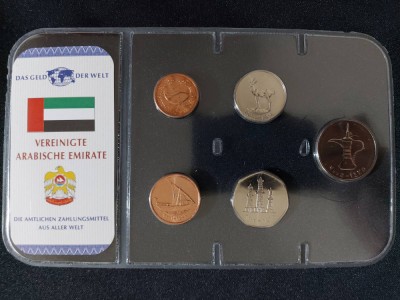 DAS GELD DER WELT
VEREINIGTE
ARABISCHE EMIRATE
DIE AMTLICHEN ZAHLUNGSMITTEL
AUS ALLER WELT